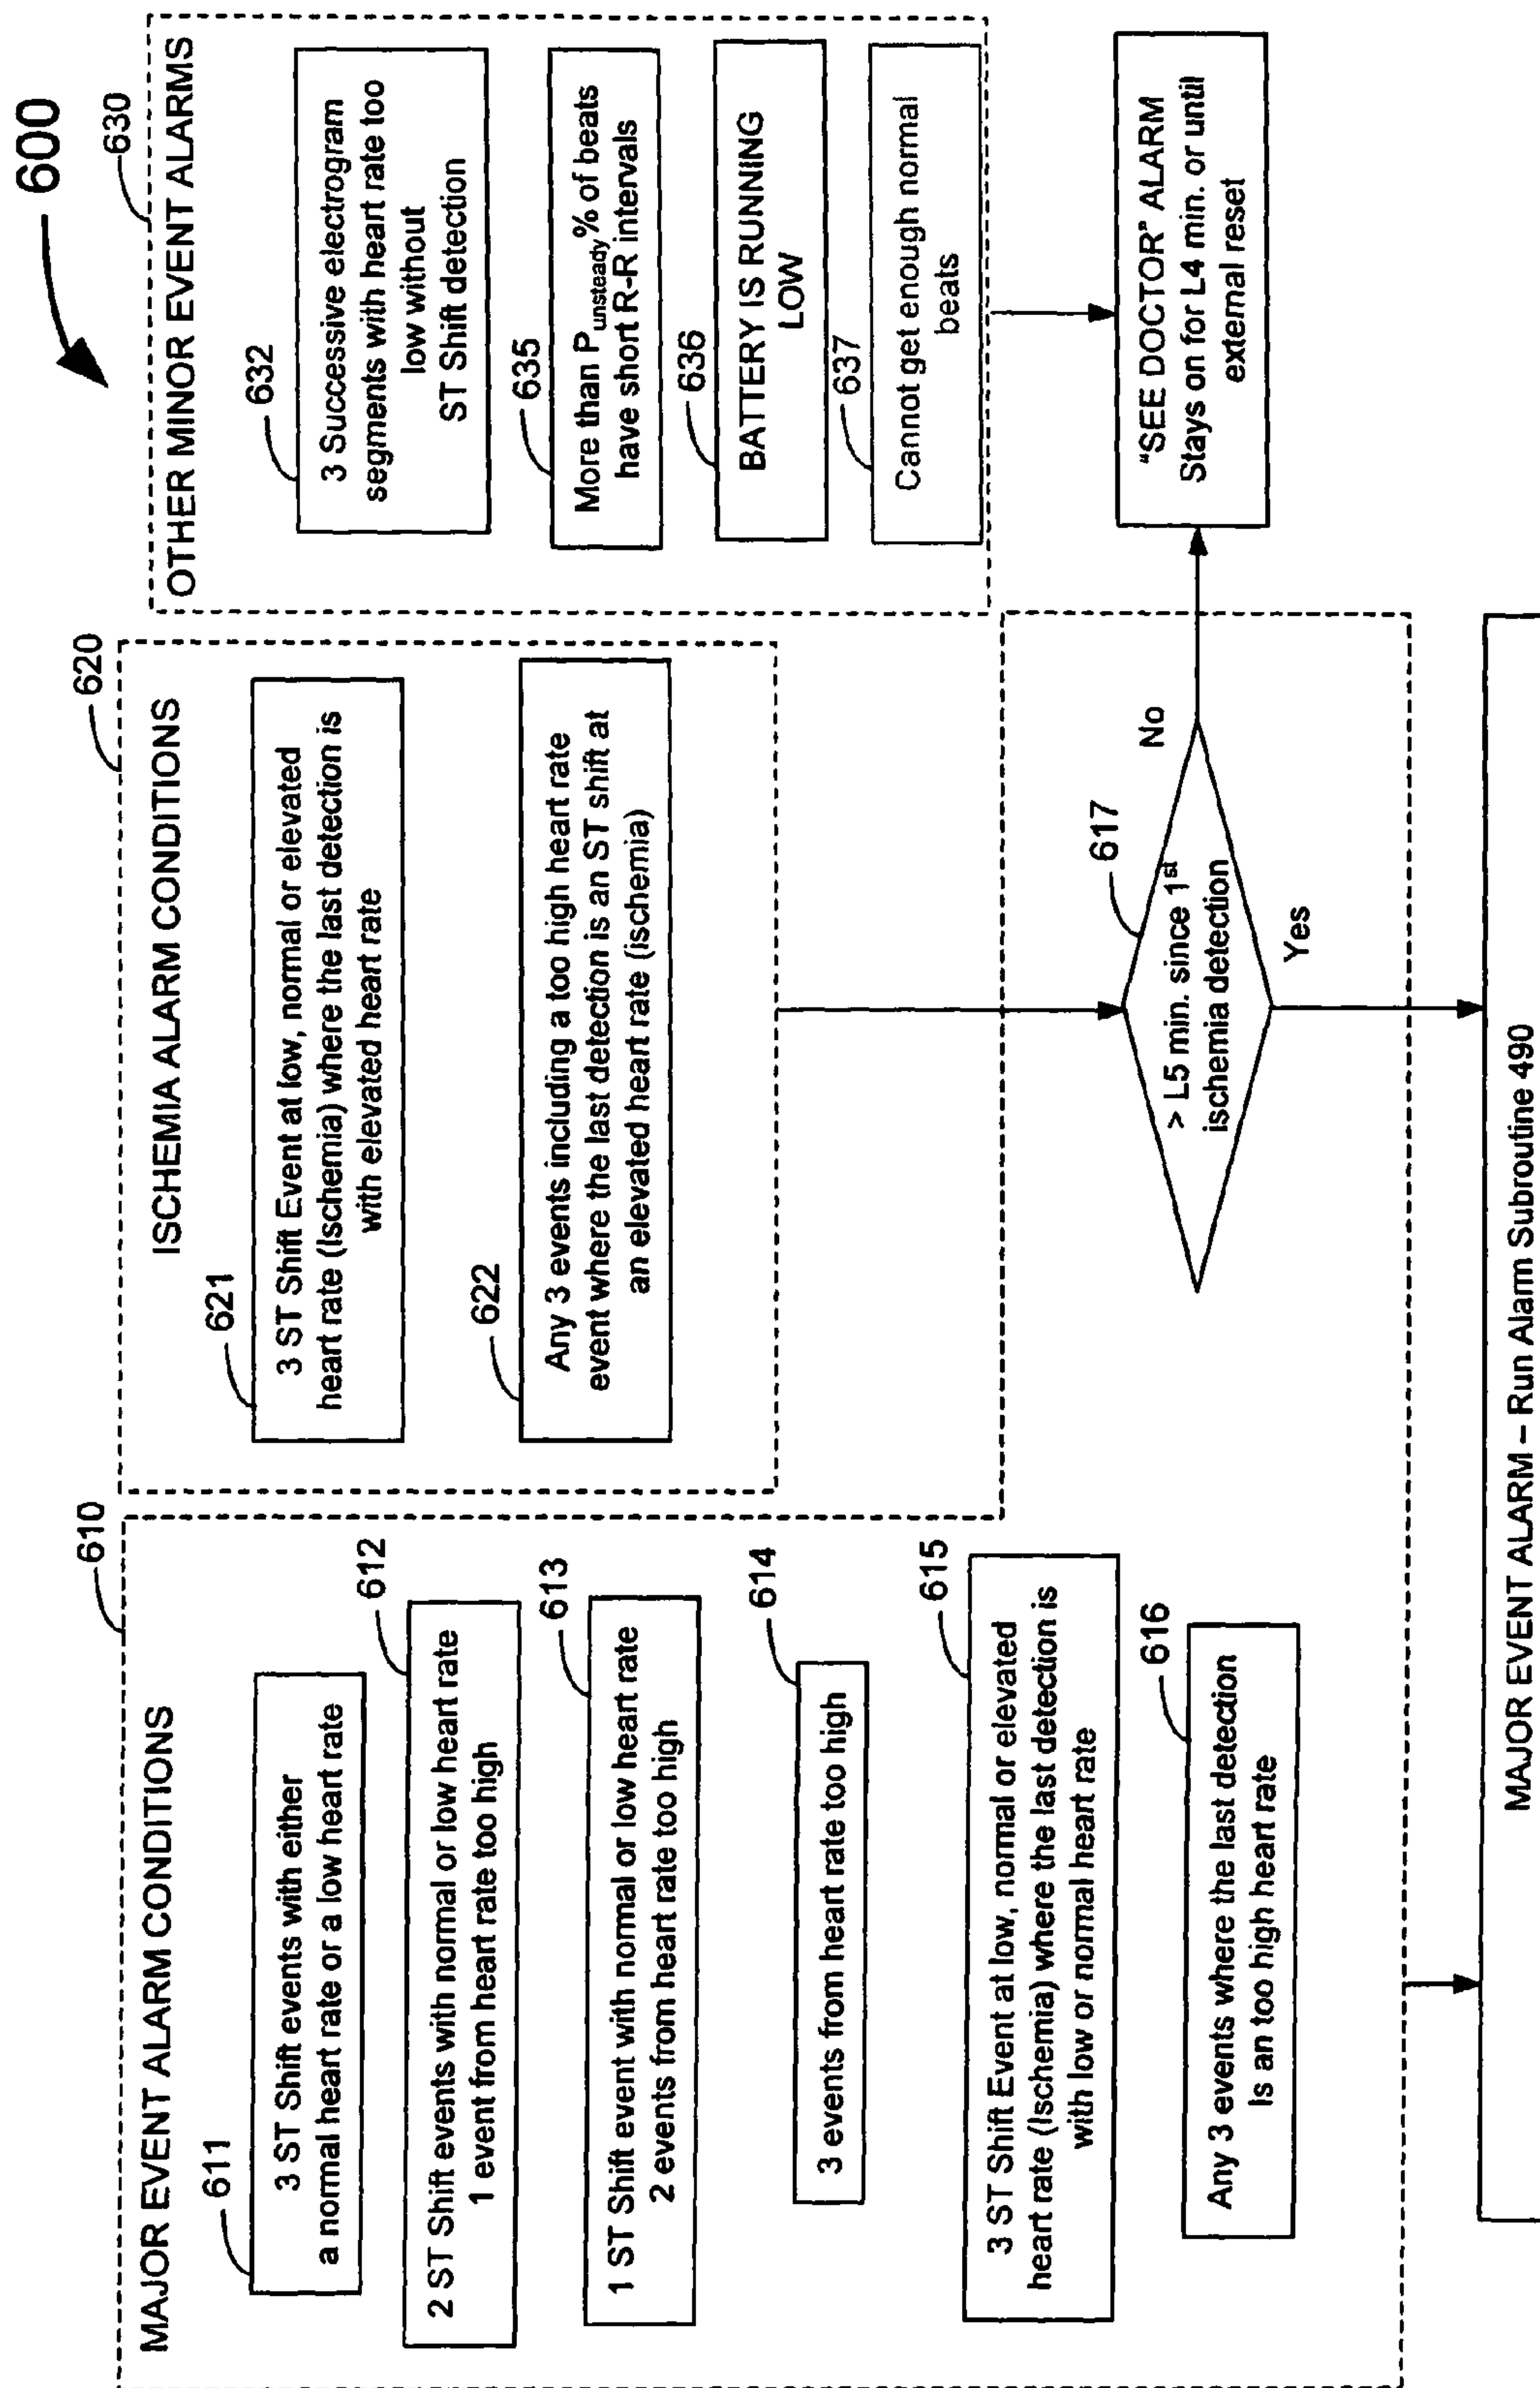 600
610
MAJOR EVENT ALARM CONDITIONS
611
3 ST Shift events with either
a normal heart rate or a low heart rate
612
2 ST Shift events with normal or low heart rate
1 event from heart rate too high
613
1 ST Shift event with normal or low heart rate
2 events from heart rate too high
614
3 events from heart rate too high
615
3 ST Shift Event at low, normal or elevated
heart rate (Ischemia) where the last detection is
with low or normal heart rate
616
Any 3 events where the last detection
Is an too high heart rate
620
ISCHEMIA ALARM CONDITIONS
621
3 ST Shift Event at low, normal or elevated
heart rate (Ischemia) where the last detection is
with elevated heart rate
622
Any 3 events including a too high heart rate
event where the last detection is an ST shift at
an elevated heart rate (ischemia)
617
> L5 min. since 1st
ischemia detection
No
Yes
630
OTHER MINOR EVENT ALARMS
632
3 Successive electrogram
segments with heart rate too
low without
ST Shift detection
635
More than Punsteady% of beats
have short R-R intervals
636
BATTERY IS RUNNING
LOW
637
Cannot get enough normal
beats
"SEE DOCTOR" ALARM
Stays on for L4 min. or until
external reset
MAJOR EVENT ALARM – Run Alarm Subroutine 490